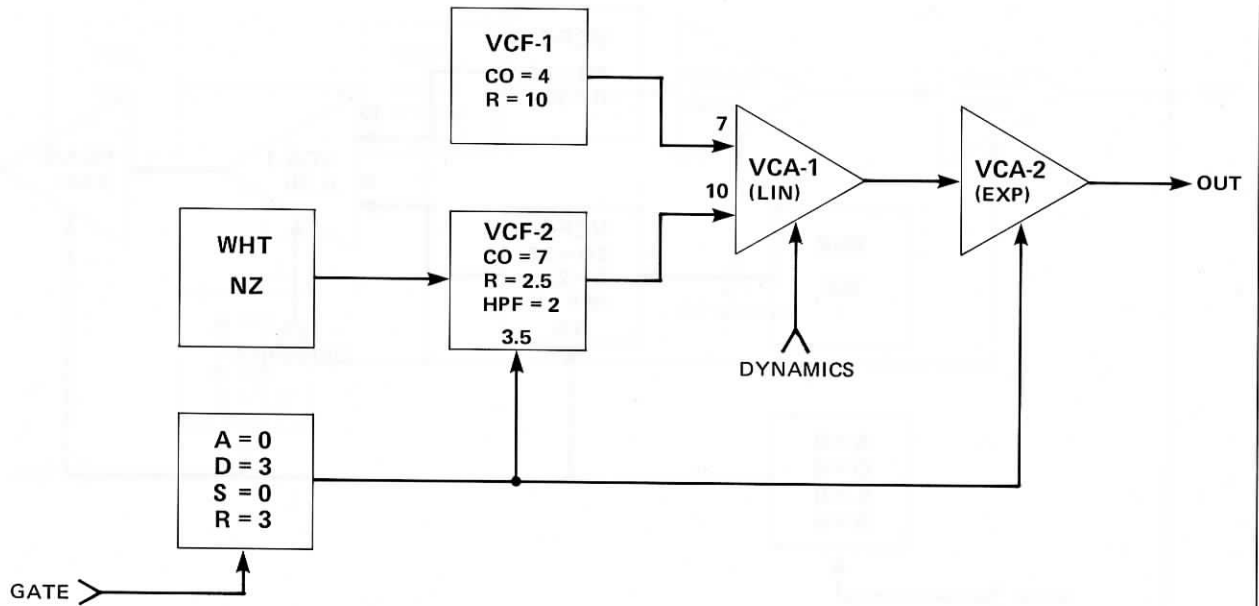 VCF-1
CO = 4
R = 10
7
VCA-1
(LIN)
VCA-2
(EXP)
OUT
10
WHT
NZ
VCF-2
CO = 7
R = 2.5
HPF = 2
3.5
DYNAMICS
A = 0
D = 3
S = 0
R = 3
GATE